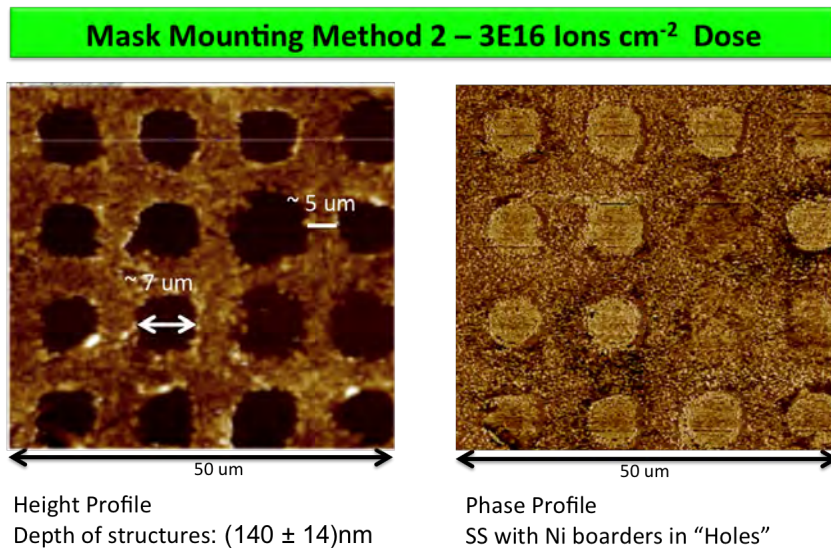 Mask Mounting Method 2 – 3E16 Ions cm-2 Dose
~ 5 um
~ 7 um
50 um
50 um
Height Profile
Depth of structures: (140 ± 14)nm
Phase Profile
SS with Ni boarders in “Holes”